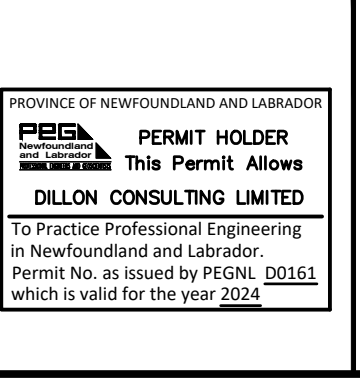 PROVINCE OF NEWFOUNDLAND AND LABRADOR
PEG
Newfoundland
and Labrador
PERMIT HOLDER
This Permit Allows
DILLON CONSULTING LIMITED
To Practice Professional Engineering
in Newfoundland and Labrador.
Permit No. as issued by PEGNL D0161
which is valid for the year 2024